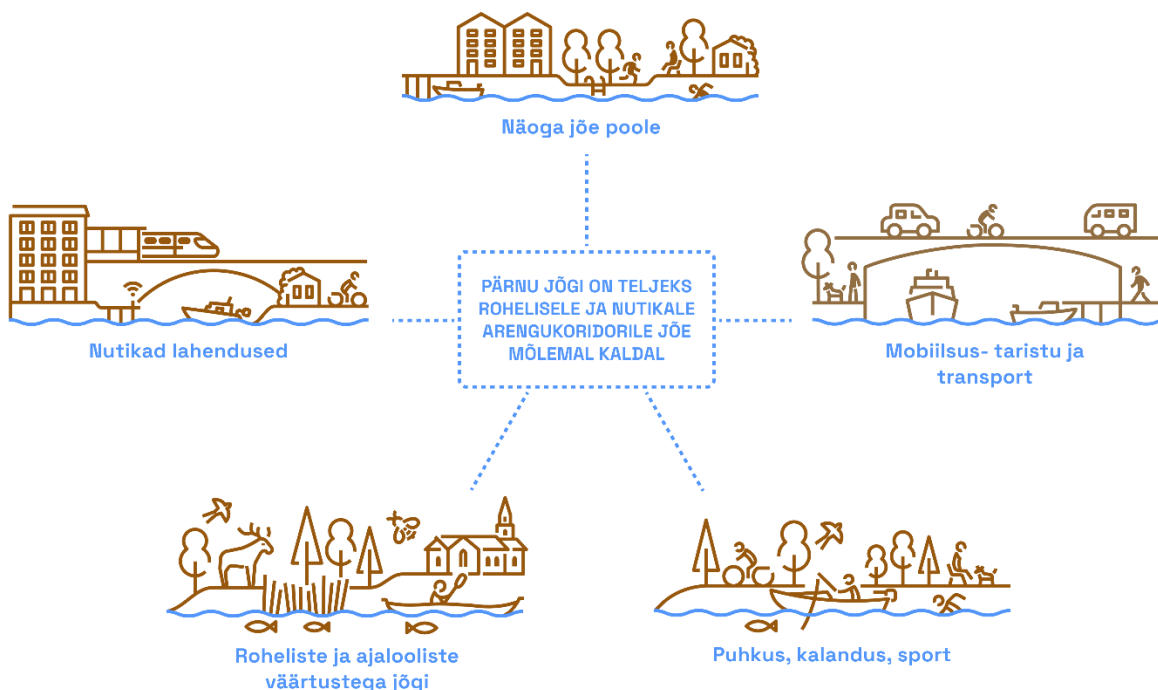 Näoga jõe poole
PÄRNU JÕGI ON TELJEKS
ROHELISELE JA NUTIKALE
ARENGUKORIDORILE JÕE
MÕLEMAL KALDAL
Nutikad lahendused
Mobiilsus- taristu ja
transport
Roheliste ja ajalooliste
väärtustega jõgi
Puhkus, kalandus, sport